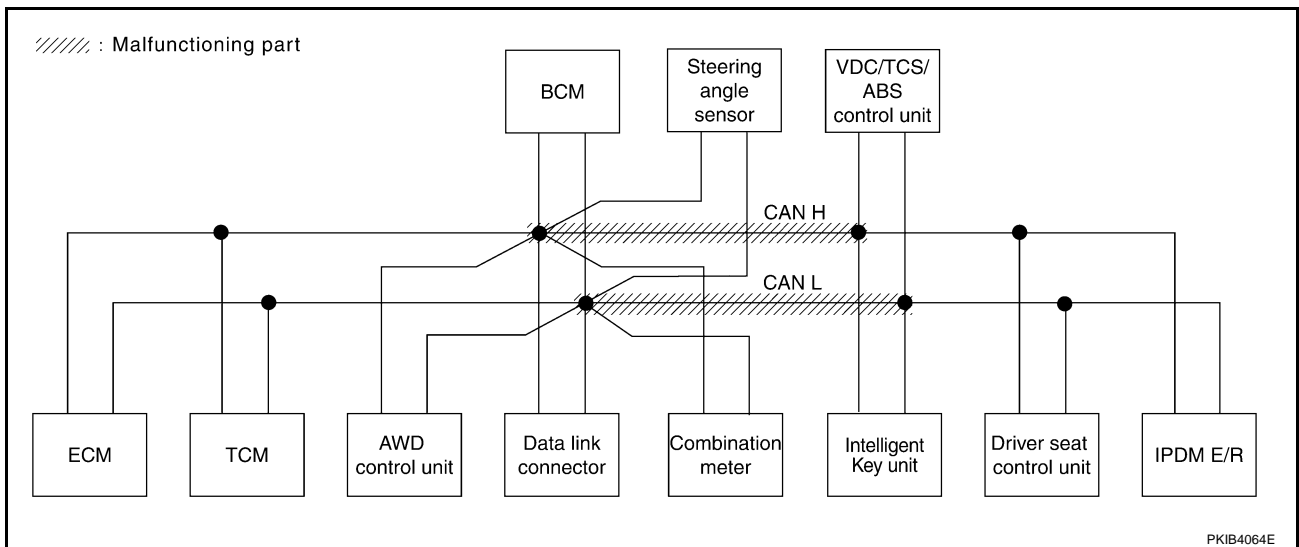 : Malfunctioning part
BCM
Steering
angle
sensor
VDC/TCS/
ABS
control unit
CAN H
CAN L
ECM
TCM
AWD
control unit
Data link
connector
Combination
meter
Intelligent
Key unit
Driver seat
control unit
IPDM E/R
PKIB4064E